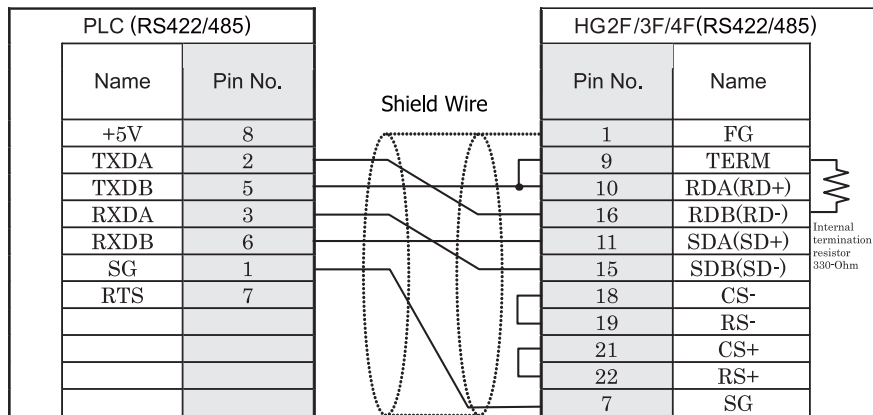 PLC (RS422/485)
HG2F/3F/4F(RS422/485)
Name Pin No.
Shield Wire
Pin No. Name
+5V 8
1 FG
TXDA 2
9 TERM
TXDB 5
10 RDA(RD+)
RXDA 3
16 RDB(RD-)
RXDB 6
11 SDA(SD+)
SG 1
15 SDB(SD-)
RTS 7
18 CS-
19 RS-
21 CS+
22 RS+
7 SG
Internal
termination
resistor
330-Ohm